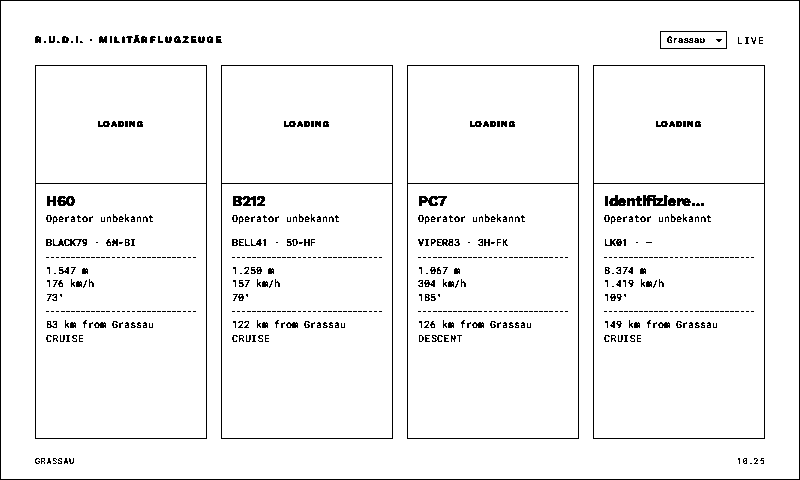 R.U.D.I. · MILITÄRFLUGZEUGE
Grassau
LIVE
LOADING
H60
Operator unbekannt
BLACK79 · 6M-BI
1.547 m
176 km/h
73°
83 km from Grassau
CRUISE
LOADING
B212
Operator unbekannt
BELL41 · 5D-HF
1.250 m
157 km/h
70°
122 km from Grassau
CRUISE
LOADING
PC7
Operator unbekannt
VIPER83 · 3H-FK
1.067 m
304 km/h
185°
126 km from Grassau
DESCENT
LOADING
Identifiziere...
Operator unbekannt
LK01 · —
8.374 m
1.419 km/h
109°
149 km from Grassau
CRUISE
GRASSAU
10.25